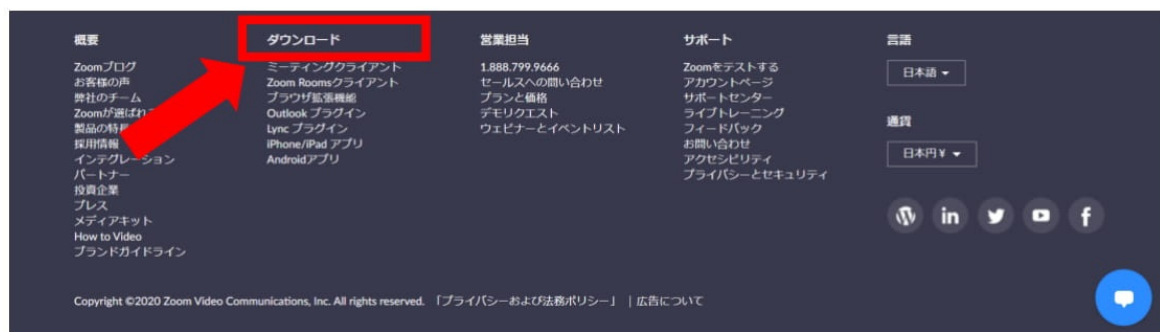 概要
Zoomブログ
お客様の声
弊社のチーム
Zoomが選ばれ
製品の特
採用情報
インテグレーション
パートナー
投資企業
プレス
メディアキット
How to Video
ブランドガイドライン
ダウンロード
ミーティングクライアント
Zoom Roomsクライアント
ブラウザ拡張機能
Outlook プラグイン
Lync プラグイン
iPhone/iPad アプリ
Androidアプリ
営業担当
1.888.799.9666
セールスへの問い合わせ
プランと価格
デモリクエスト
ウェビナーとイベントリスト
サポート
Zoomをテストする
アカウントページ
サポートセンター
ライブトレーニング
フィードバック
お問い合わせ
アクセシビリティ
プライバシーとセキュリティ
言語
日本語
通貨
日本円 ¥
Copyright ©2020 Zoom Video Communications, Inc. All rights reserved. 「プライバシーおよび法務ポリシー」 | 広告について